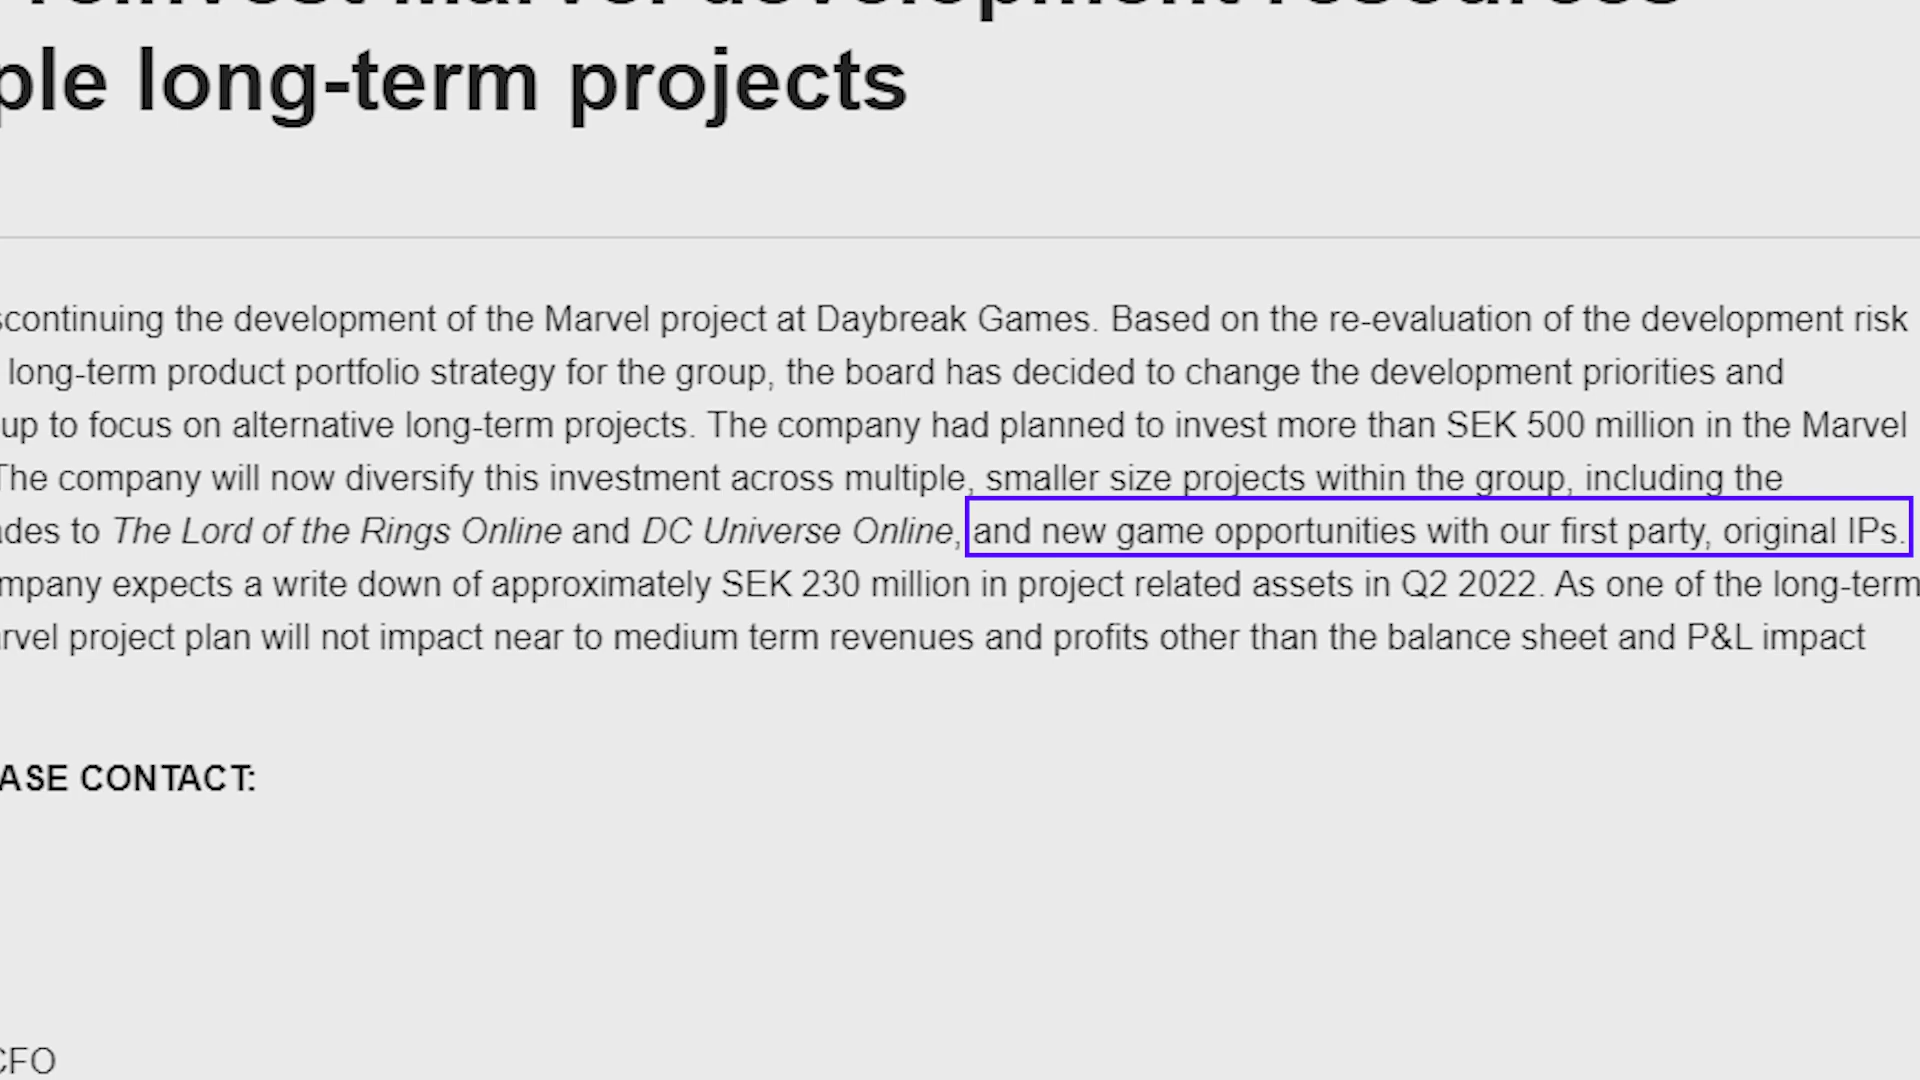 reinvest Marvel development resources
ple long-term projects
scontinuing the development of the Marvel project at Daybreak Games. Based on the re-evaluation of the development risk
long-term product portfolio strategy for the group, the board has decided to change the development priorities and
up to focus on alternative long-term projects. The company had planned to invest more than SEK 500 million in the Marvel
The company will now diversify this investment across multiple, smaller size projects within the group, including the
ades to The Lord of the Rings Online and DC Universe Online, and new game opportunities with our first party, original IPs.
mpany expects a write down of approximately SEK 230 million in project related assets in Q2 2022. As one of the long-term
rvel project plan will not impact near to medium term revenues and profits other than the balance sheet and P&L impact
ASE CONTACT:
CFO